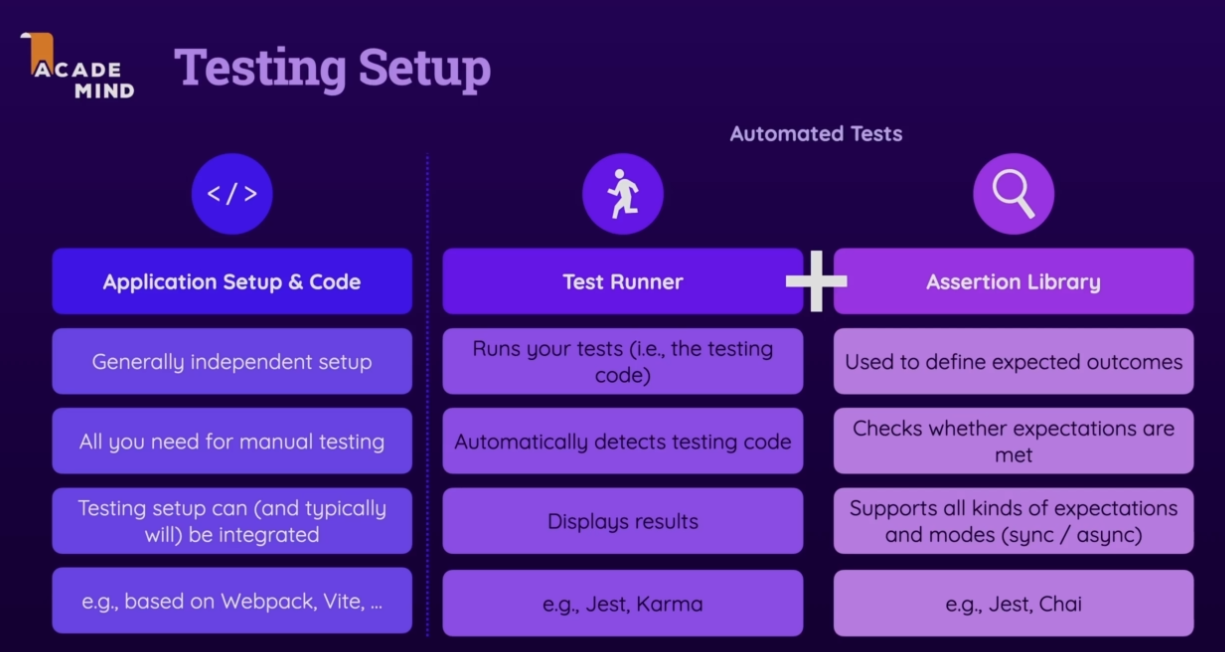 ACADE
MIND
Testing Setup
Automated Tests
</>
Application Setup & Code
Generally independent setup
All you need for manual testing
Testing setup can (and typically
will) be integrated
e.g., based on Webpack, Vite, ...
Test Runner
Runs your tests (i.e., the testing
code)
Automatically detects testing code
Displays results
e.g., Jest, Karma
+
Assertion Library
Used to define expected outcomes
Checks whether expectations are
met
Supports all kinds of expectations
and modes (sync / async)
e.g., Jest, Chai